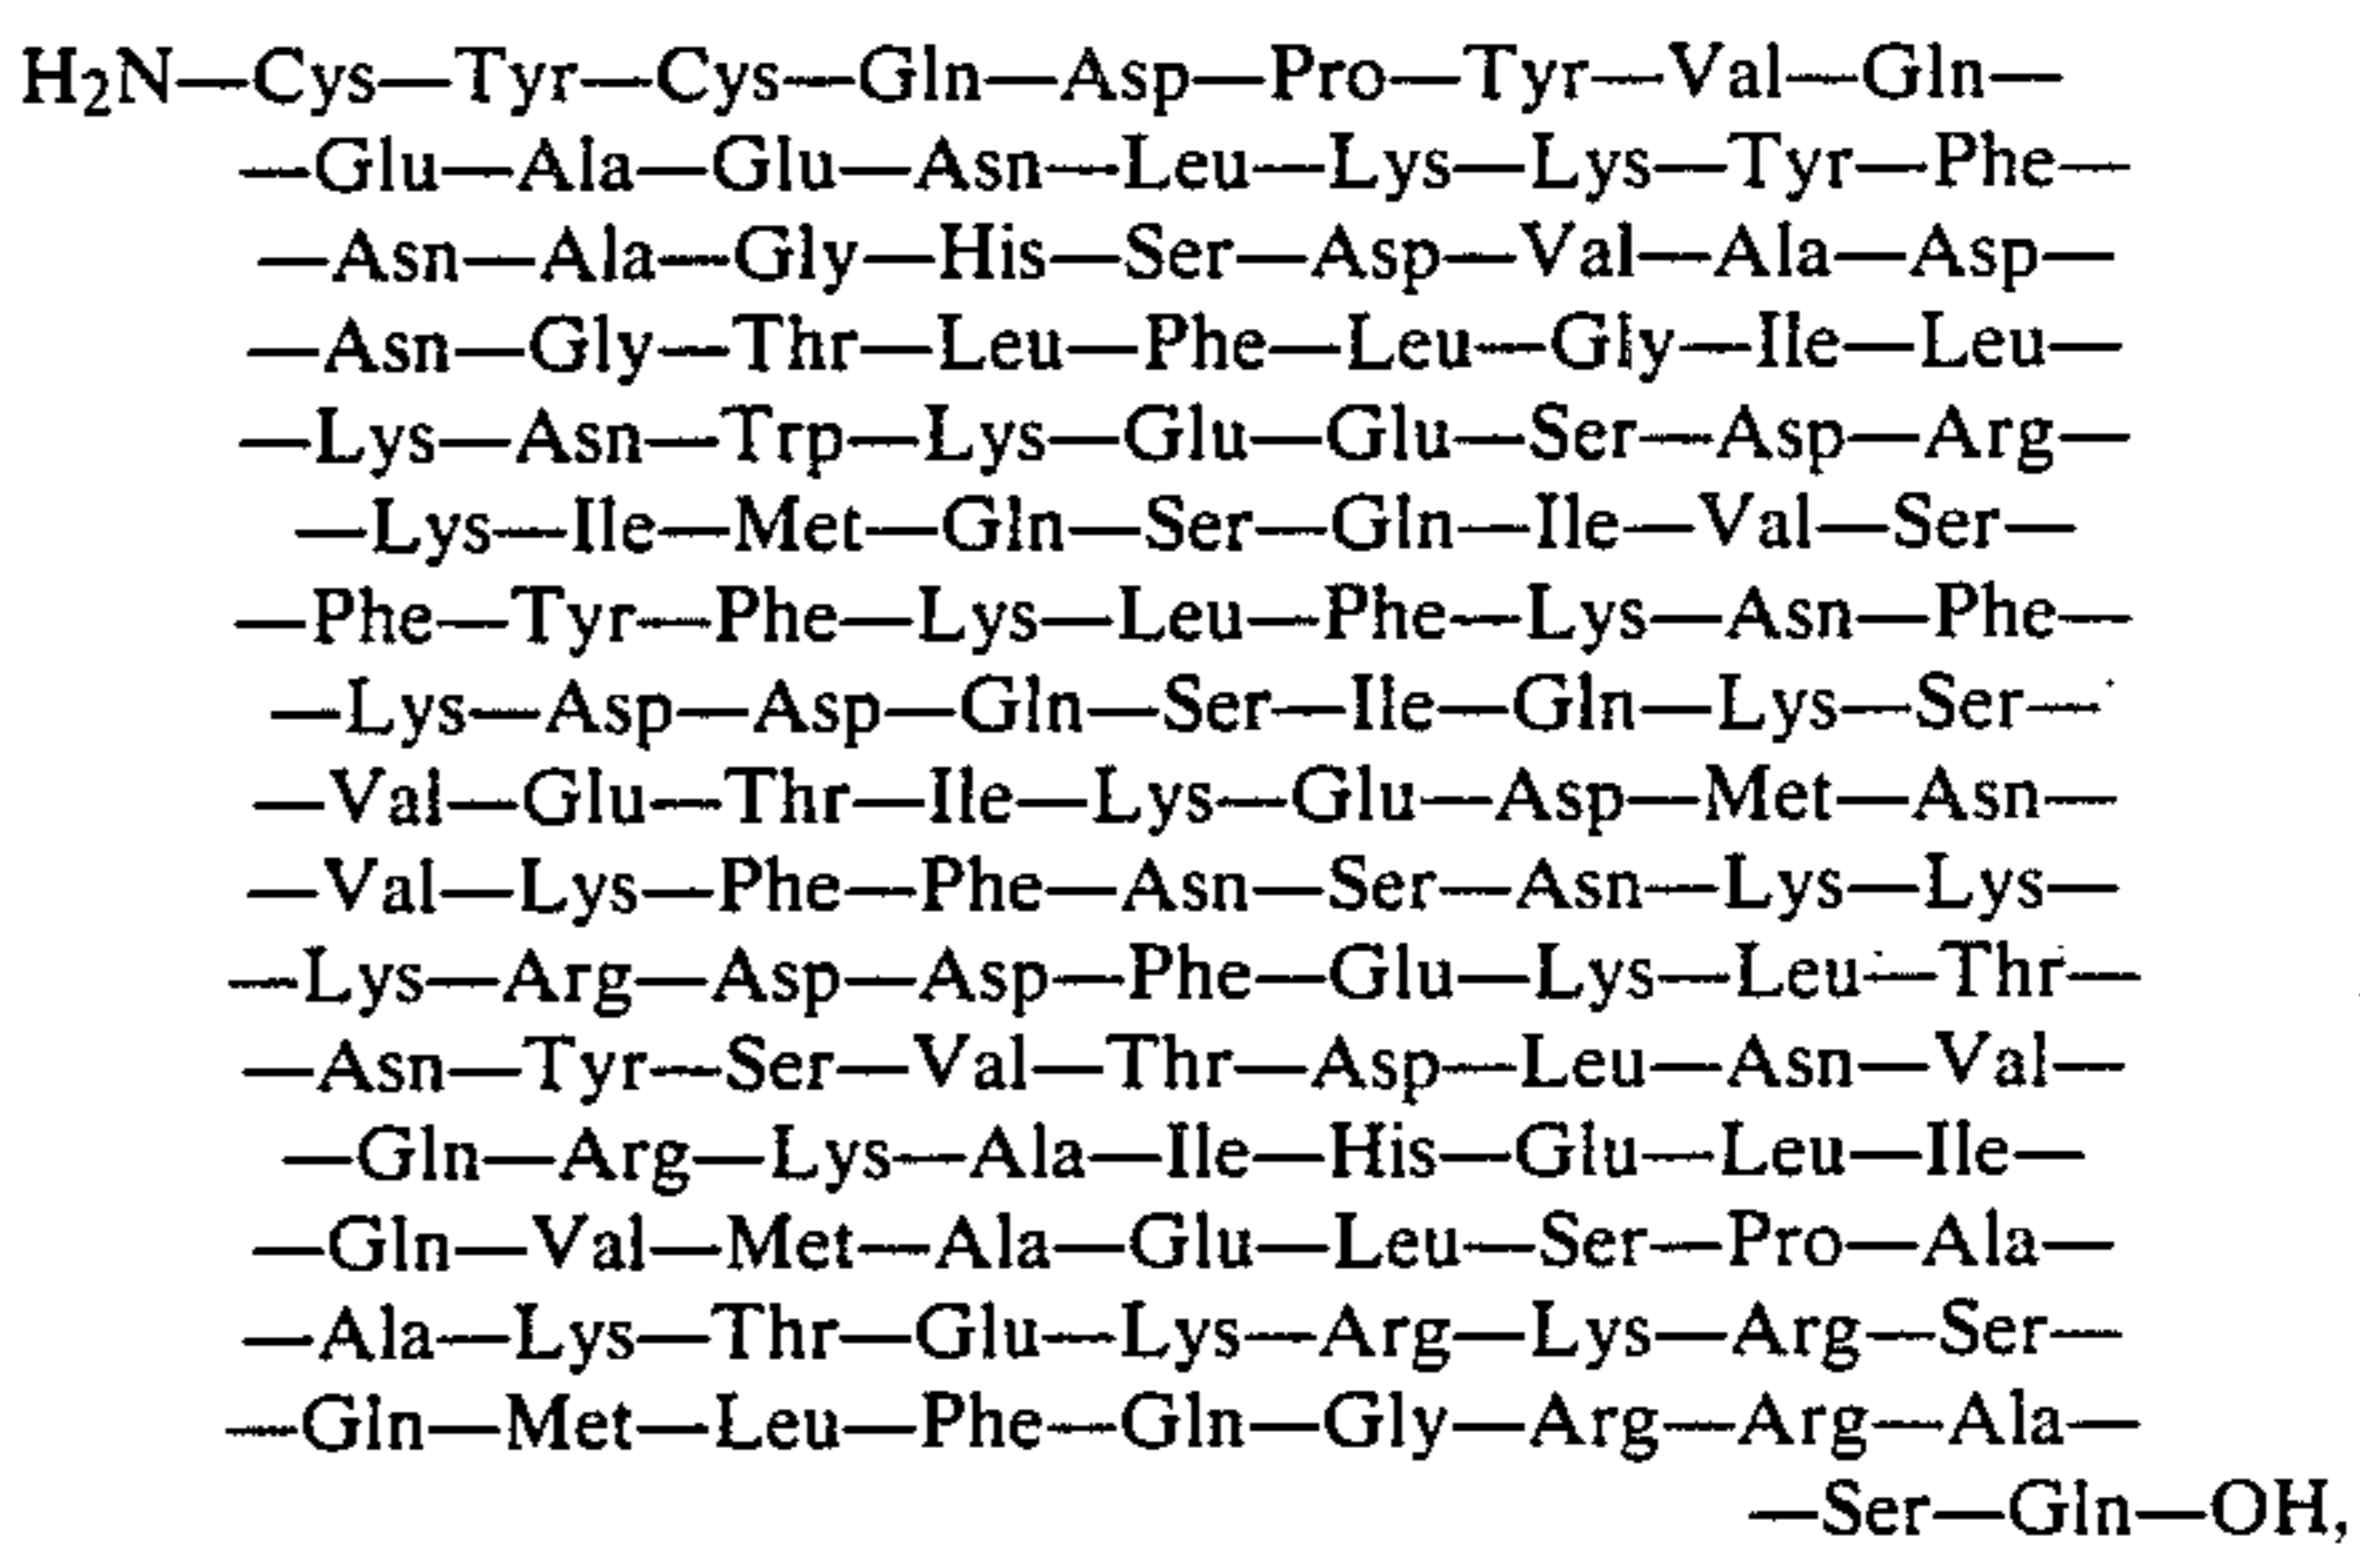 H2N—Cys—Tyr—Cys—Gln—Asp—Pro—Tyr—Val—Gln—
—Glu—Ala—Glu—Asn—Leu—Lys—Lys—Tyr—Phe—
—Asn—Ala—Gly—His—Ser—Asp—Val—Ala—Asp—
—Asn—Gly—Thr—Leu—Phe—Leu—Gly—Ile—Leu—
—Lys—Asn—Trp—Lys—Glu—Glu—Ser—Asp—Arg—
—Lys—Ile—Met—Gln—Ser—Gln—Ile—Val—Ser—
—Phe—Tyr—Phe—Lys—Leu—Phe—Lys—Asn—Phe—
—Lys—Asp—Asp—Gln—Ser—Ile—Gln—Lys—Ser—
—Val—Glu—Thr—Ile—Lys—Glu—Asp—Met—Asn—
—Val—Lys—Phe—Phe—Asn—Ser—Asn—Lys—Lys—
—Lys—Arg—Asp—Asp—Phe—Glu—Lys—Leu—Thr—
—Asn—Tyr—Ser—Val—Thr—Asp—Leu—Asn—Val—
—Gln—Arg—Lys—Ala—Ile—His—Glu—Leu—Ile—
—Gln—Val—Met—Ala—Glu—Leu—Ser—Pro—Ala—
—Ala—Lys—Thr—Glu—Lys—Arg—Lys—Arg—Ser—
—Gln—Met—Leu—Phe—Gln—Gly—Arg—Arg—Ala—
—Ser—Gln—OH,